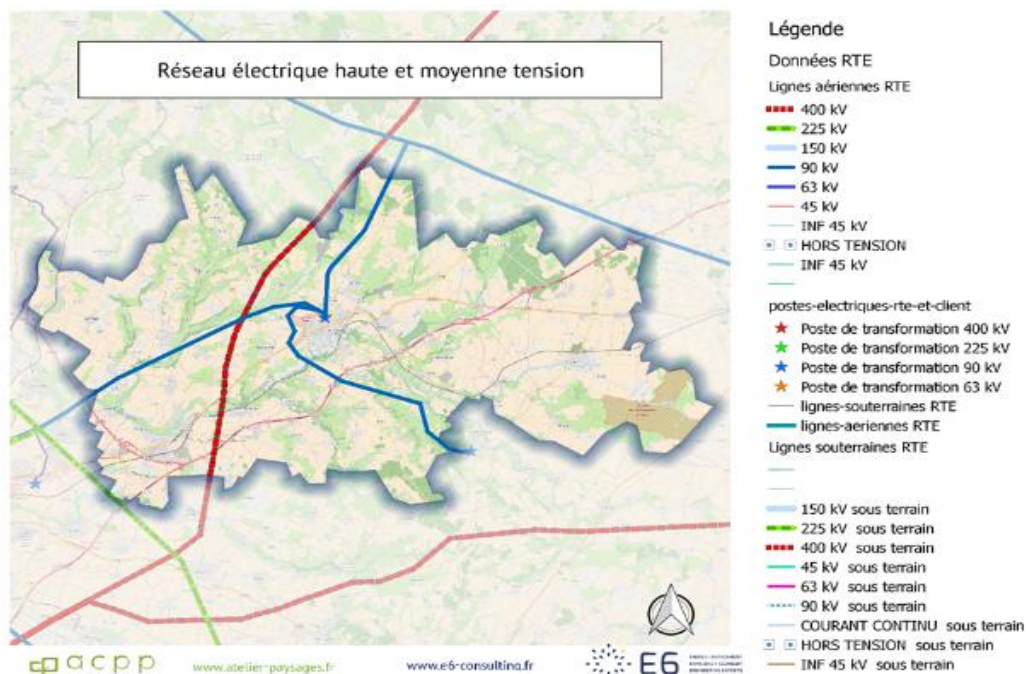 Réseau électrique haute et moyenne tension
Légende
Données RTE
Lignes aériennes RTE
400 kV
225 kV
150 kV
90 kV
63 kV
45 kV
INF 45 kV
HORS TENSION
INF 45 kV
postes-electriques-rte-et-client
Poste de transformation 400 kV
Poste de transformation 225 kV
Poste de transformation 90 kV
Poste de transformation 63 kV
lignes-souterraines RTE
lignes-aeriennes RTE
Lignes souterraines RTE
150 kV sous terrain
225 kV sous terrain
400 kV sous terrain
45 kV sous terrain
63 kV sous terrain
90 kV sous terrain
COURANT CONTINU sous terrain
HORS TENSION sous terrain
INF 45 kV sous terrain
acpp
www.atelier-paysages.fr
www.e6-consulting.fr
E6